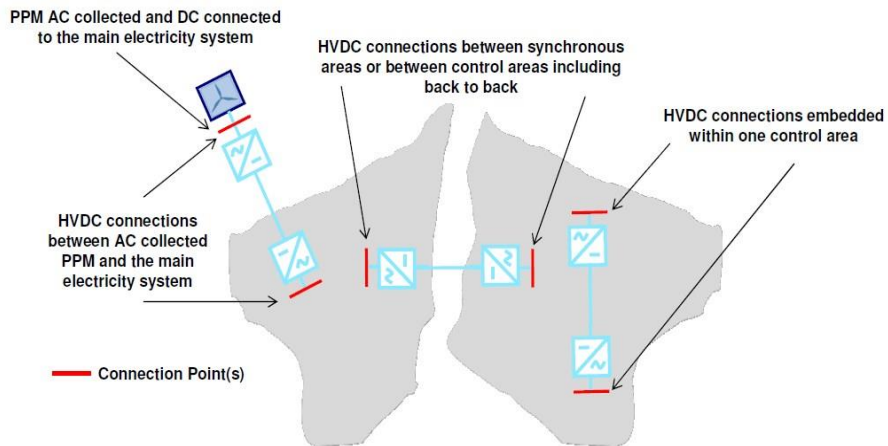 PPM AC collected and DC connected
to the main electricity system
HVDC connections between synchronous
areas or between control areas including
back to back
HVDC connections embedded
within one control area
HVDC connections
between AC collected
PPM and the main
electricity system
Connection Point(s)